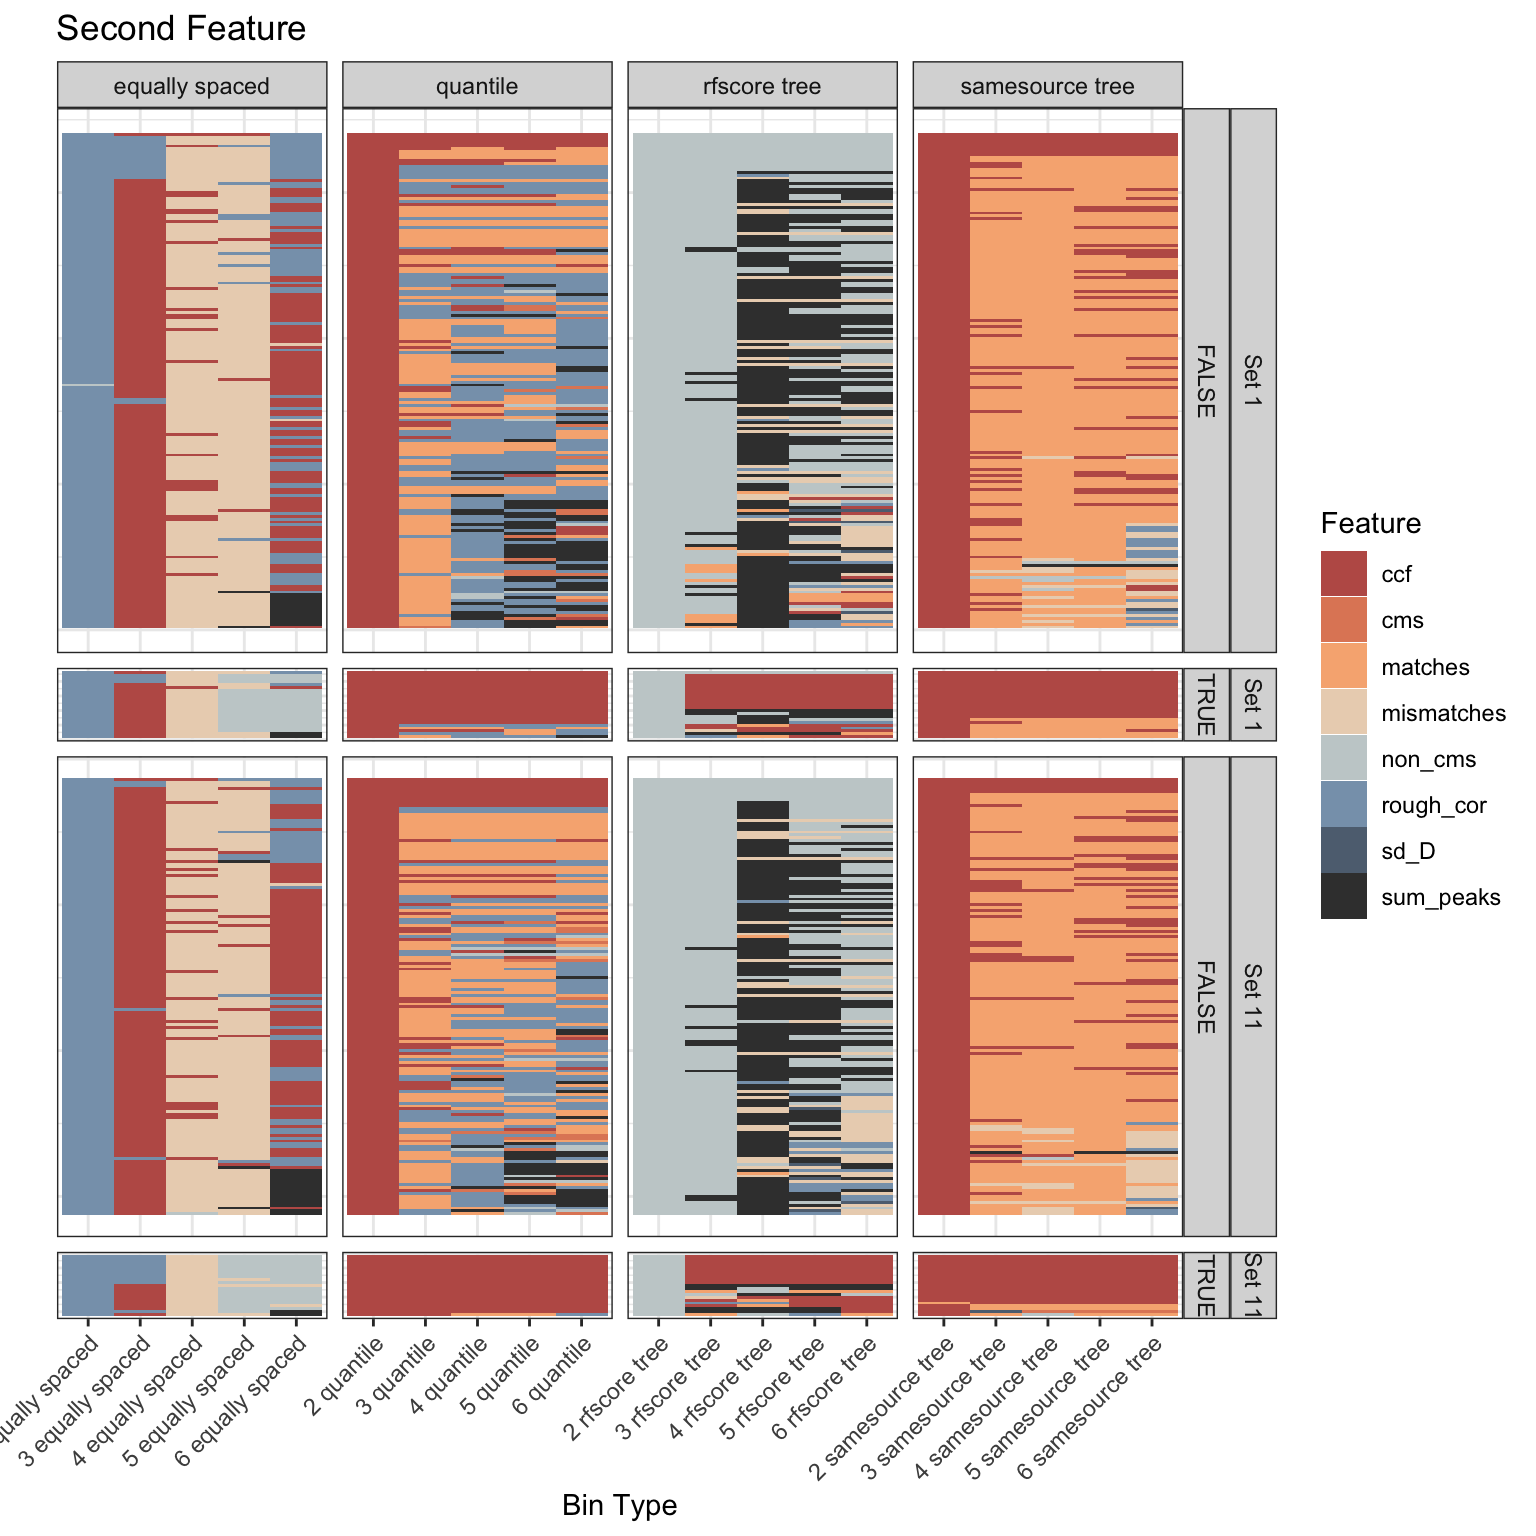 Second Feature
equally spaced
quantile
rfscore tree
samesource tree
FALSE
Set 1
TRUE
Set 1
FALSE
Set 11
TRUE
Set 11
Feature
ccf
cms
matches
mismatches
non_cms
rough_cor
sd_D
sum_peaks
spaced
3 equally spaced
4 equally spaced
5 equally spaced
6 equally spaced
2 quantile
3 quantile
4 quantile
5 quantile
6 quantile
2 rfscore tree
3 rfscore tree
4 rfscore tree
5 rfscore tree
6 rfscore tree
2 samesource tree
3 samesource tree
4 samesource tree
5 samesource tree
6 samesource tree
Bin Type